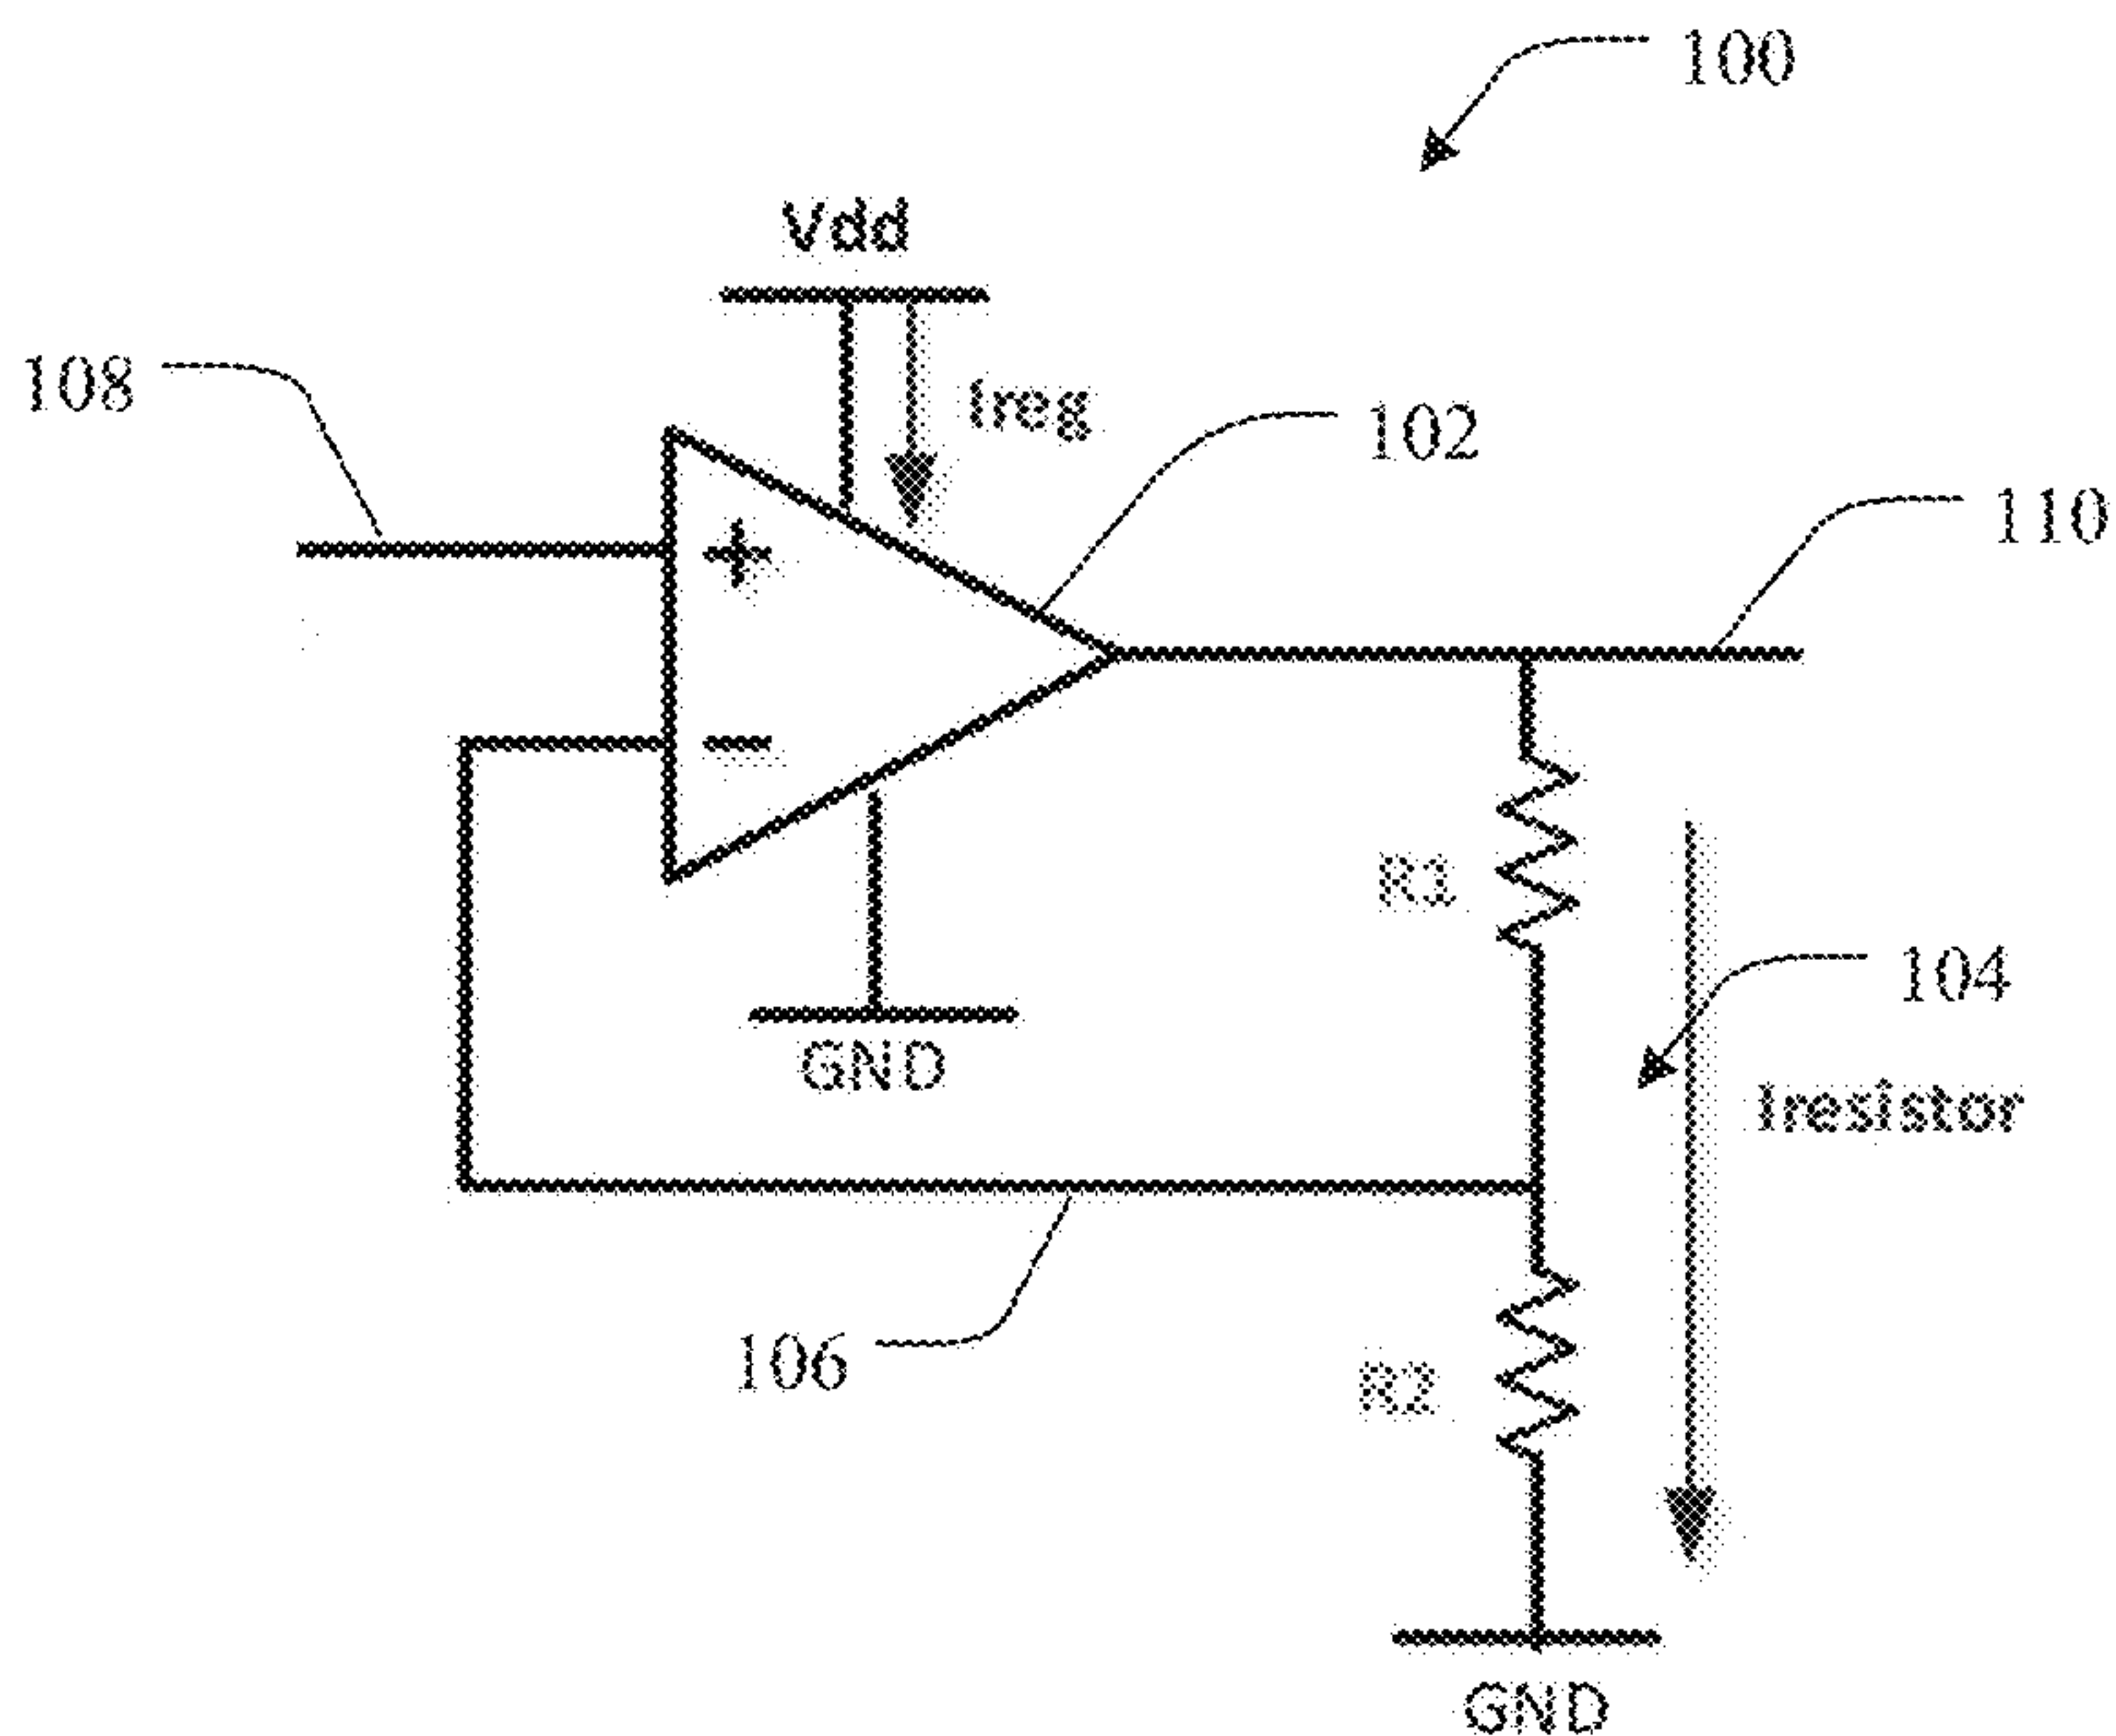 100
Vdd
108
Ireg
102
110
+
-
R1
104
GND
Iresistor
106
R2
GND